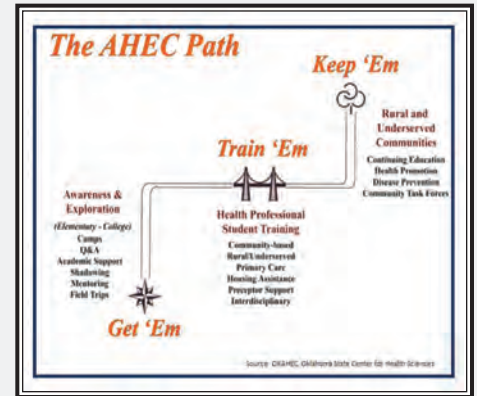 The AHEC Path
Keep ‘Em
Rural and
Underserved
Communities
Continuing Education
Health Promotion
Disease Prevention
Community Task Forces
Train ‘Em
Health Professional
Student Training
Community-based
Rural/Underserved
Primary Care
Housing Assistance
Preceptor Support
Interdisciplinary
Awareness &
Exploration
(Elementary - College)
Camps
Q&A
Academic Support
Shadowing
Mentoring
Field Trips
Get ‘Em
Source: OKAHEC, Oklahoma State Center for Health Sciences